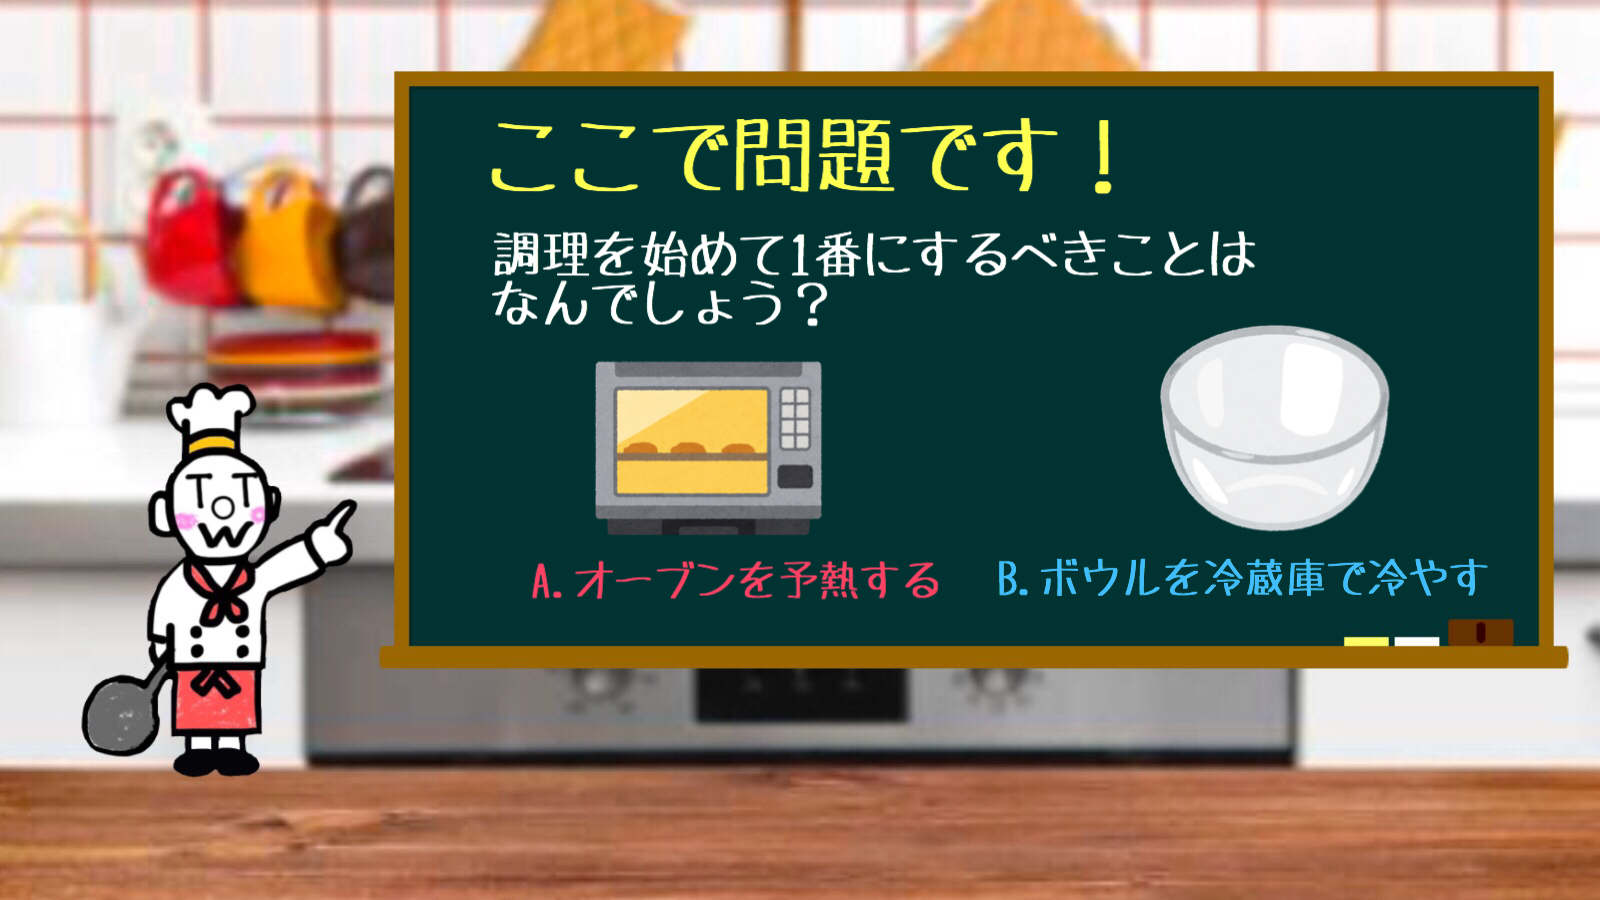 ここで問題です！
調理を始めて1番にするべきことは
なんでしょう？
A.オーブンを予熱する
B.ボウルを冷蔵庫で冷やす